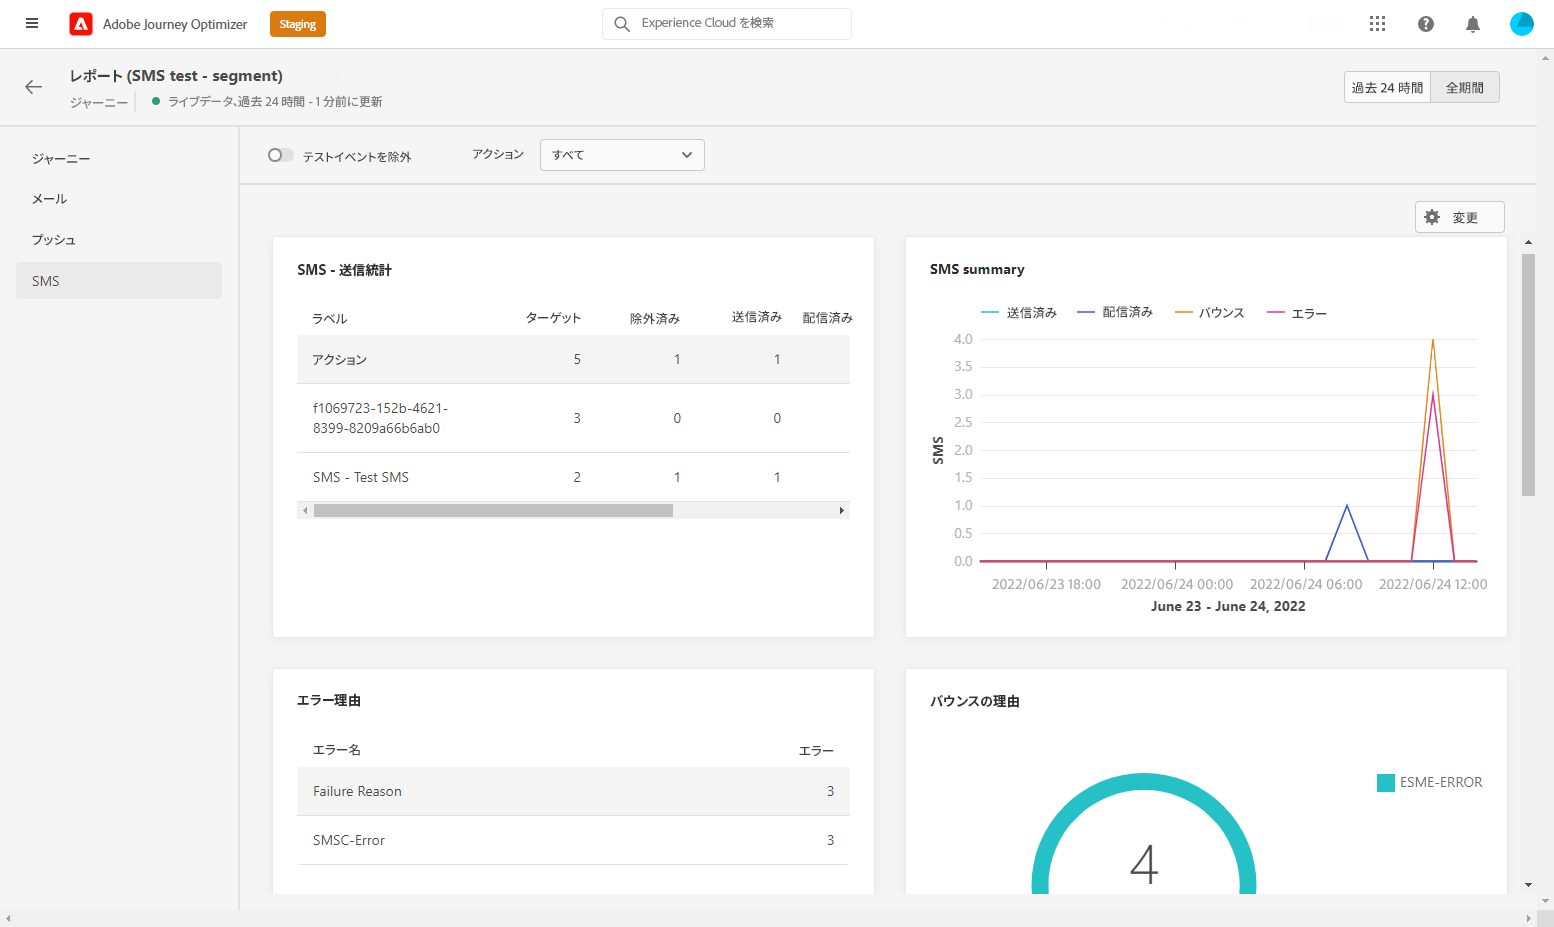 Adobe Journey Optimizer
Staging
Experience Cloud を検索
レポート (SMS test - segment)
ジャーニー
ライブデータ、過去 24 時間 - 1 分前に更新
過去 24 時間
全期間
ジャーニー
メール
プッシュ
SMS
テストイベントを除外
アクション
すべて
変更
SMS - 送信統計
ラベル ターゲット 除外済み 送信済み 配信済み
アクション 5 1 1
f1069723-152b-4621-
8399-8209a66b6ab0
3 0 0
SMS - Test SMS 2 1 1
SMS summary
送信済み 配信済み バウンス エラー
4.0
3.5
3.0
2.5
2.0
1.5
1.0
0.5
0.0
SMS
2022/06/23 18:00 2022/06/24 00:00 2022/06/24 06:00 2022/06/24 12:00
June 23 - June 24, 2022
エラー理由
エラー名 エラー
Failure Reason 3
SMSC-Error 3
バウンスの理由
ESME-ERROR
4